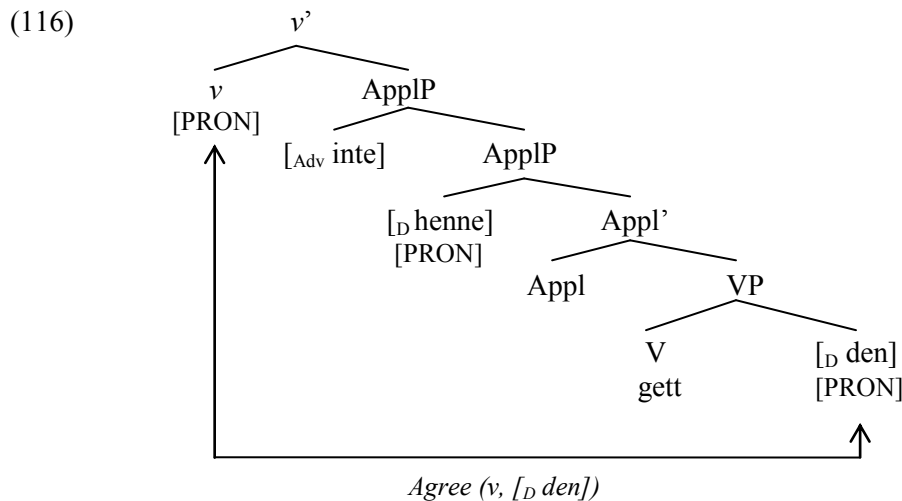 (116)
v’
v ApplP
[PRON]
[Adv inte] ApplP
[D henne] Appl’
[PRON]
Appl VP
V [D den]
gett [PRON]
Agree (v, [D den])